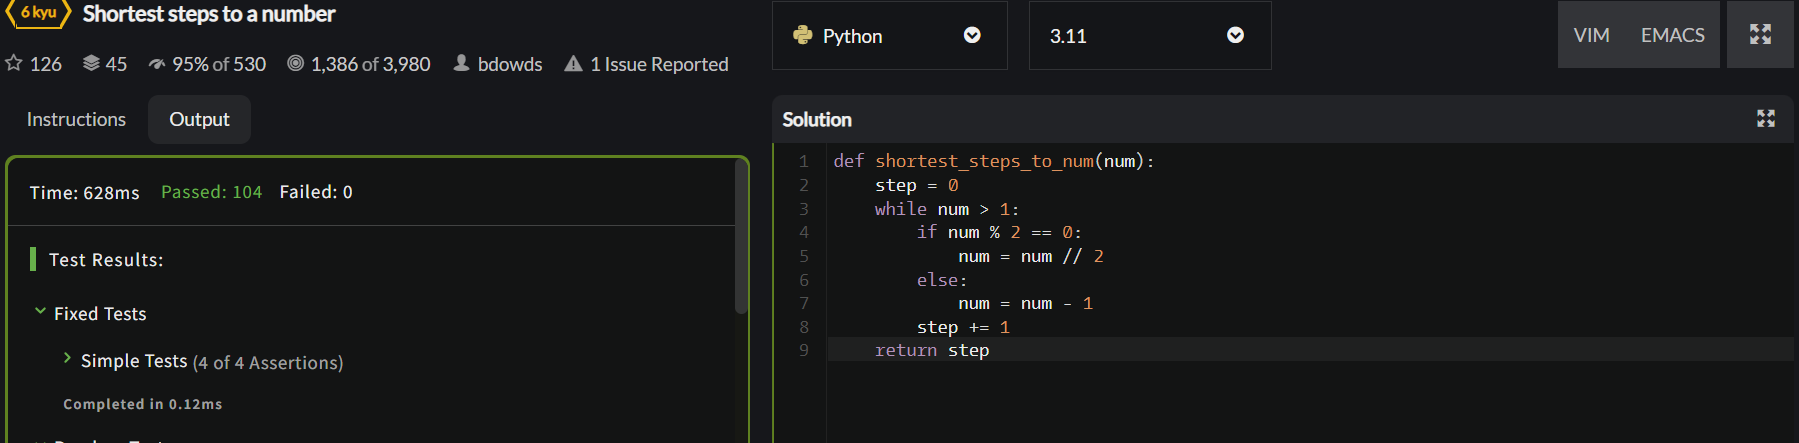 6 kyu Shortest steps to a number
126 45 95% of 530 1,386 of 3,980 bdowds 1 Issue Reported
Instructions Output
Time: 628ms Passed: 104 Failed: 0
Test Results:
Fixed Tests
Simple Tests (4 of 4 Assertions)
Completed in 0.12ms
Python 3.11 VIM EMACS
Solution
1 def shortest_steps_to_num(num):
2 step = 0
3 while num > 1:
4 if num % 2 == 0:
5 num = num // 2
6 else:
7 num = num - 1
8 step += 1
9 return step